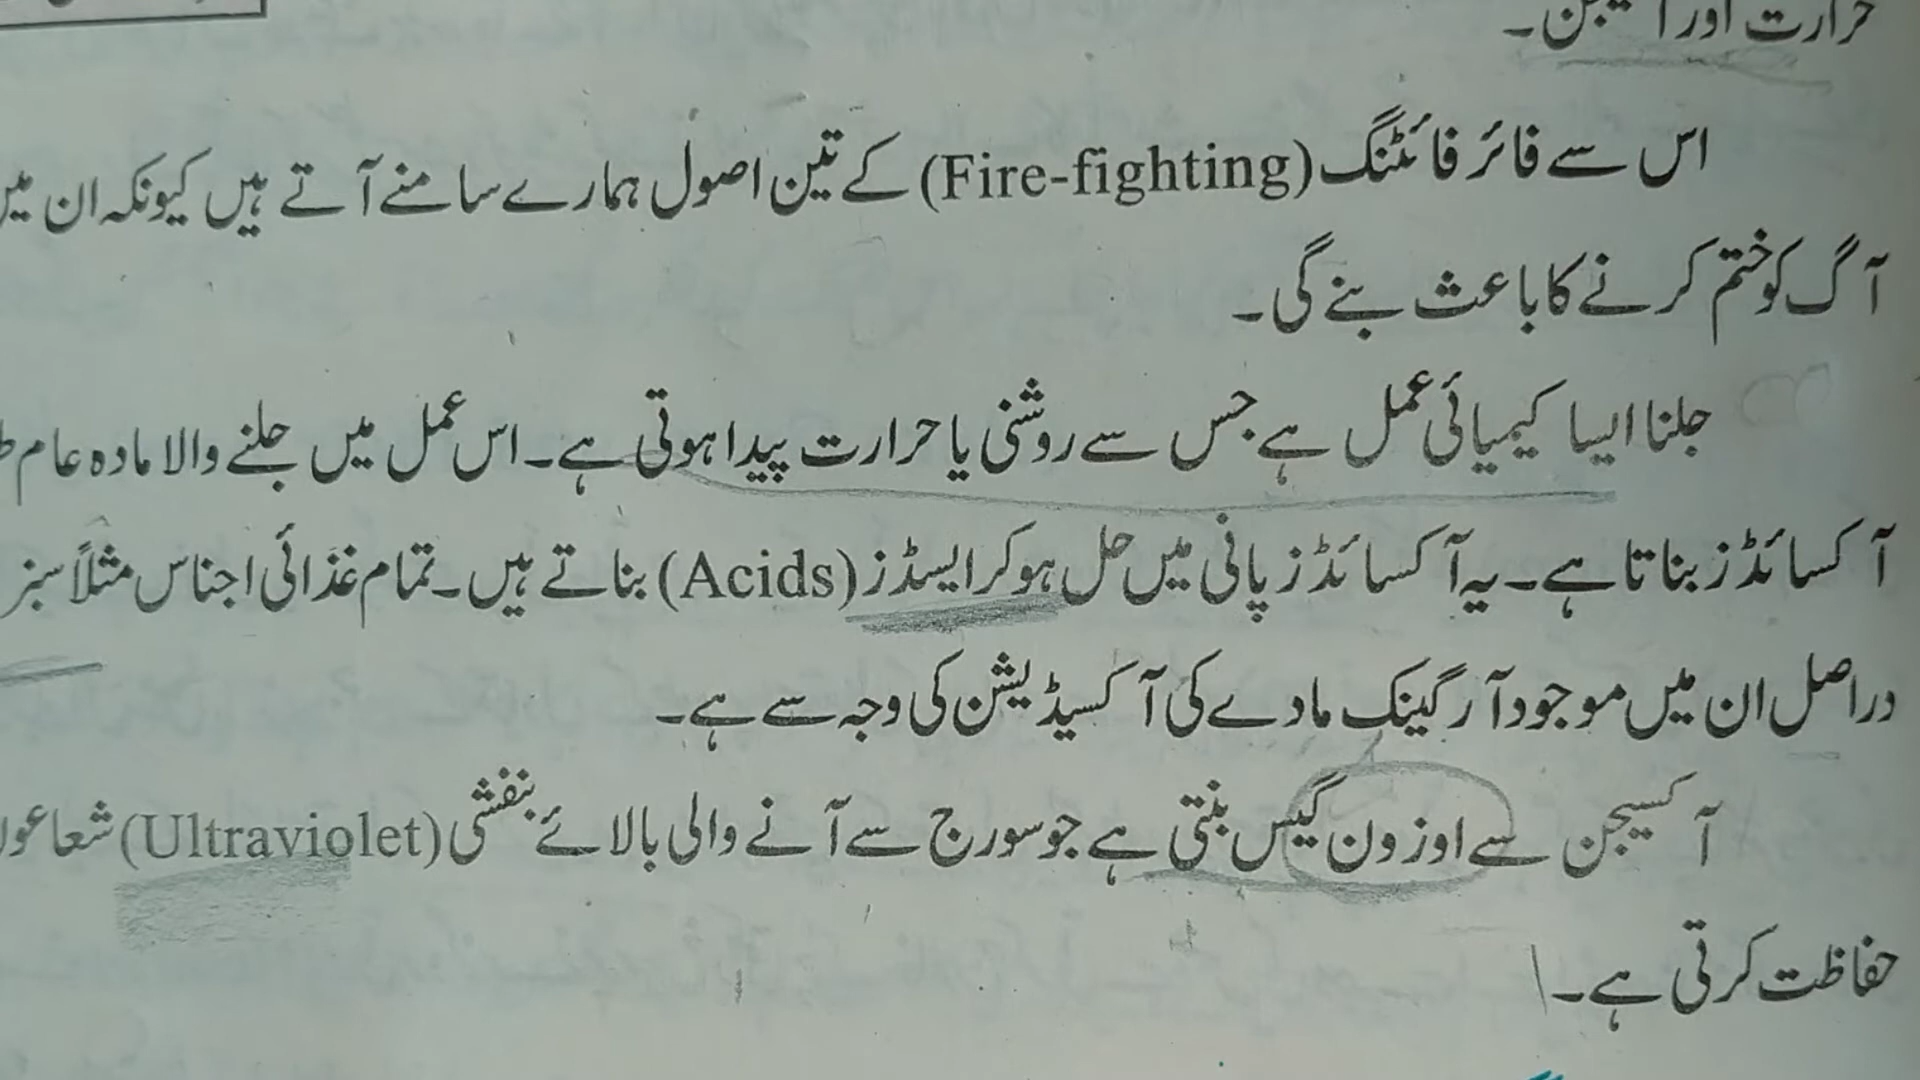 حرارت اور آکسیجن۔
اس سے فائر فائٹنگ (Fire-fighting) کے تین اصول ہمارے سامنے آتے ہیں کیونکہ ان میں
آگ کو ختم کرنے کا باعث بنے گی۔
جلنا ایسا کیمیائی عمل ہے جس سے روشنی یا حرارت پیدا ہوتی ہے۔ اس عمل میں جلنے والا مادہ عام
آکسائڈز بناتا ہے۔ یہ آکسائڈز پانی میں حل ہو کر ایسڈز (Acids) بناتے ہیں۔ تمام غذائی اجناس مثلاً سبز
دراصل ان میں موجود آرگینک مادے کی آکسیڈیشن کی وجہ سے ہے۔
آکسیجن سے اوزون گیس بنتی ہے جو سورج سے آنے والی بالائے بنفشی (Ultraviolet)
حفاظت کرتی ہے۔